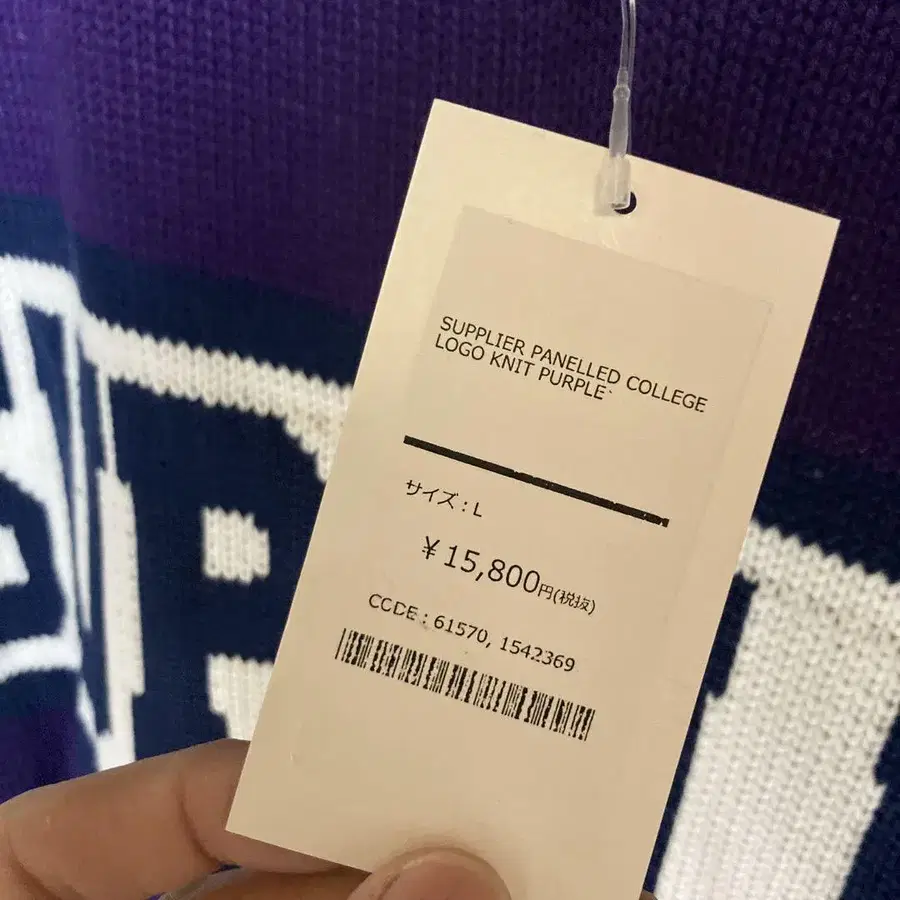 SUPPLIER PANELLED COLLEGE
LOGO KNIT PURPLE
サイズ：L
¥15,800円(税抜)
CODE : 61570, 1542369